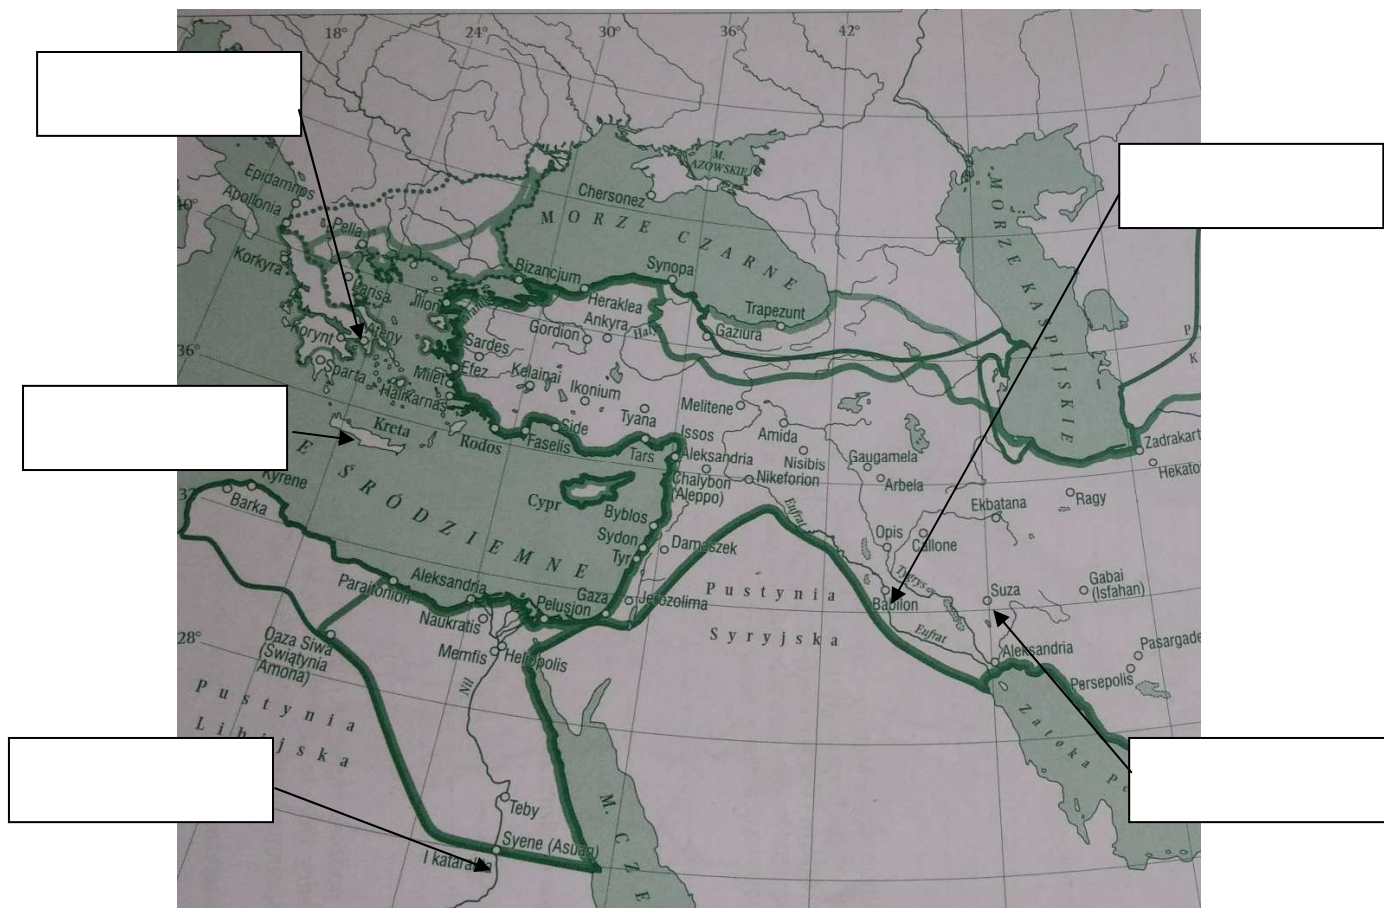 18°
24°
30°
36°
42°
M.
AZOWSKIE
Epidamnos
Chersonez
40°
Apollonia
MORZE CZARNE
MORZE KASPIJSKIE
Pella
Korkyra
Bizancjum
Synopa
Larisa
Ilion
Heraklea
Trapezunt
Ankyra
Gordion
Gaziura
Korynt
Ateny
Sardes
36°
Sparta
Milet
Efez
Kelainai
Ikonium
Halikarnas
Melitene
Tyana
Kreta
Side
Issos
Amida
Rodos
Faselis
Tars
Aleksandria
Nisibis
Gaugamela
Zadrakart
Chalybon
(Aleppo)
Nikeforion
Arbela
Hekato
E ŚRÓDZIEMNE
Kyrene
Barka
Cypr
Byblos
Eufrat
Ekbatana
Ragy
Sydon
Opis
Callone
Tyr
Damaszek
Tygrys
Aleksandria
Paraitonion
Gaza
Pelusjon
Jerozolima
Pustynia
Syryjska
Babilon
Suza
Gabai
(Isfahan)
Naukratis
28°
Oaza Siwa
(Świątynia
Amona)
Memfis
Heliopolis
Eufrat
Aleksandria
Pasargade
Persepolis
Nil
Pustynia
Libijska
Zatoka P
Teby
M. CZE
Syene (Asuan)
I katarakta